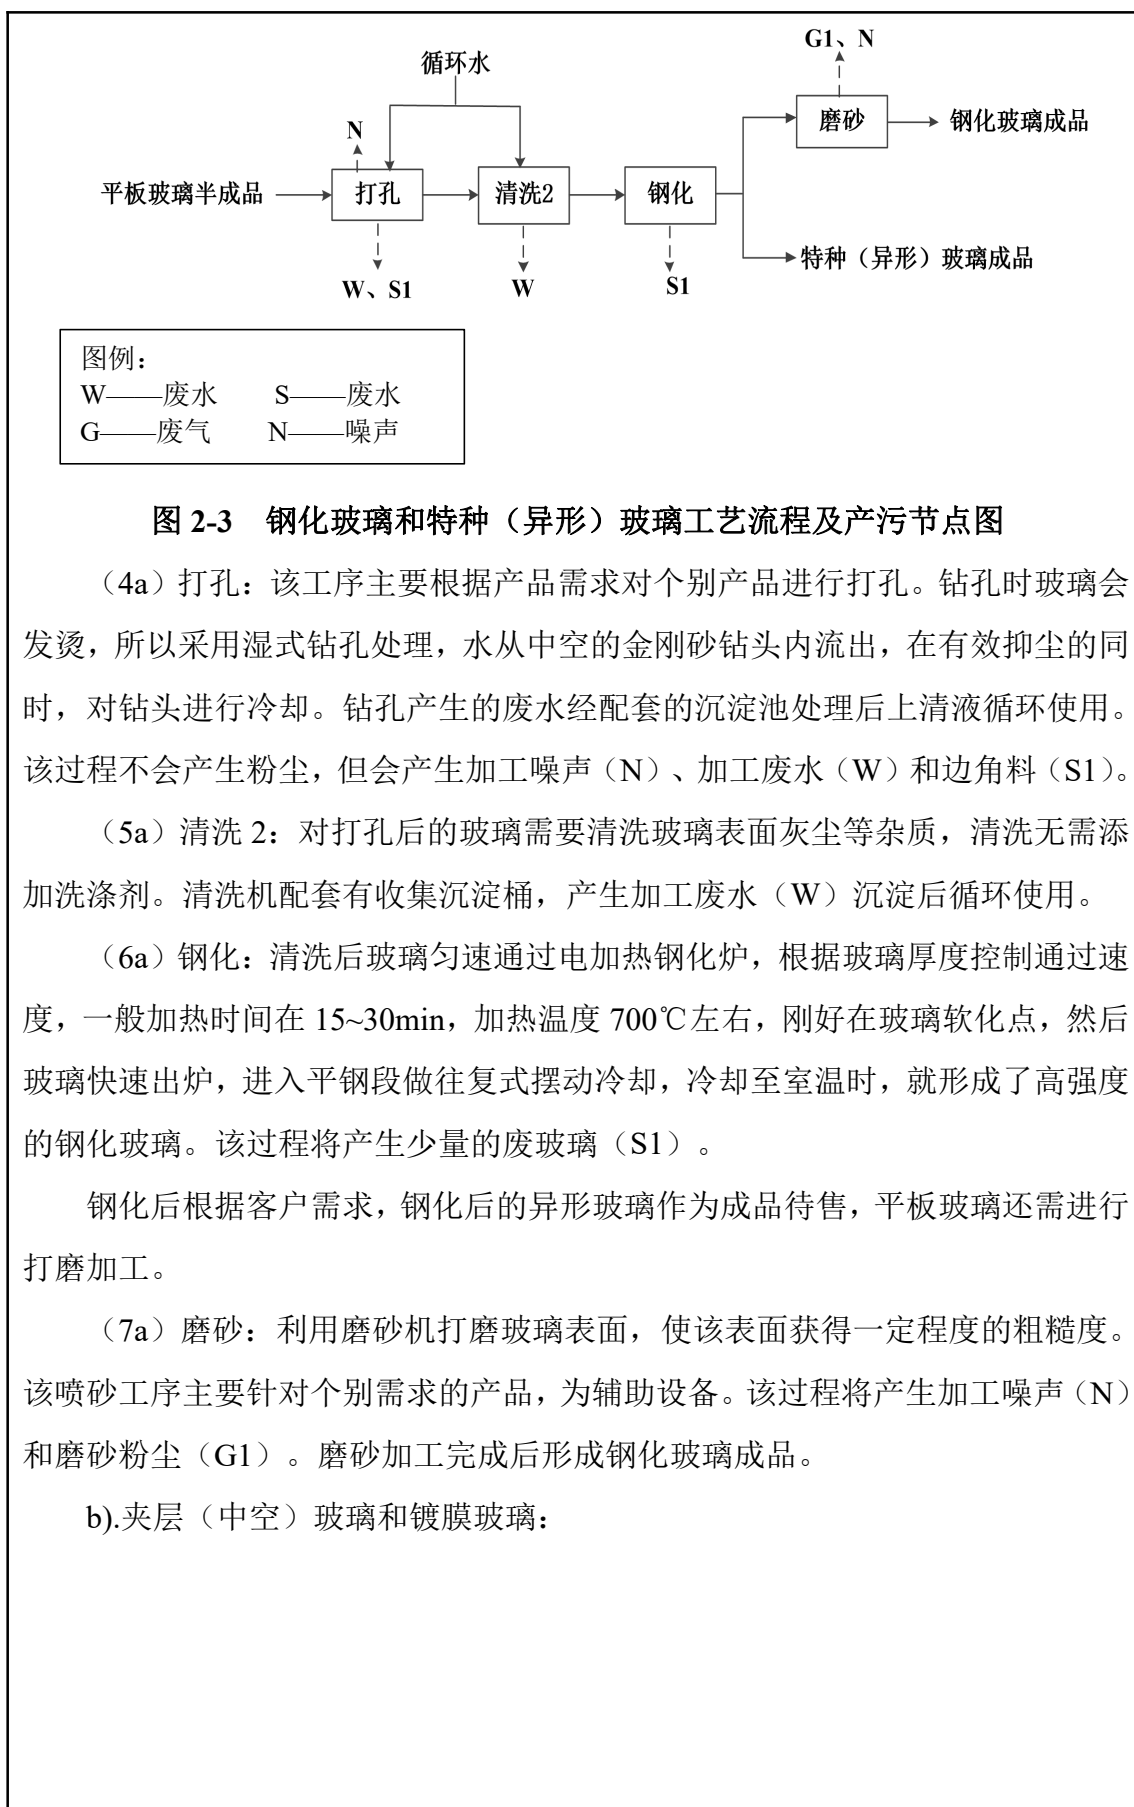 G1、N
循环水
磨砂
钢化玻璃成品
N
平板玻璃半成品
打孔
清洗2
钢化
特种（异形）玻璃成品
W、S1
W
S1
图例：
W——废水 S——废水
G——废气 N——噪声
图 2-3 钢化玻璃和特种（异形）玻璃工艺流程及产污节点图
（4a）打孔：该工序主要根据产品需求对个别产品进行打孔。钻孔时玻璃会
发烫，所以采用湿式钻孔处理，水从中空的金刚砂钻头内流出，在有效抑尘的同
时，对钻头进行冷却。钻孔产生的废水经配套的沉淀池处理后上清液循环使用。
该过程不会产生粉尘，但会产生加工噪声（N）、加工废水（W）和边角料（S1）。
（5a）清洗 2：对打孔后的玻璃需要清洗玻璃表面灰尘等杂质，清洗无需添
加洗涤剂。清洗机配套有收集沉淀桶，产生加工废水（W）沉淀后循环使用。
（6a）钢化：清洗后玻璃匀速通过电加热钢化炉，根据玻璃厚度控制通过速
度，一般加热时间在 15~30min，加热温度 700℃左右，刚好在玻璃软化点，然后
玻璃快速出炉，进入平钢段做往复式摆动冷却，冷却至室温时，就形成了高强度
的钢化玻璃。该过程将产生少量的废玻璃（S1）。
钢化后根据客户需求，钢化后的异形玻璃作为成品待售，平板玻璃还需进行
打磨加工。
（7a）磨砂：利用磨砂机打磨玻璃表面，使该表面获得一定程度的粗糙度。
该喷砂工序主要针对个别需求的产品，为辅助设备。该过程将产生加工噪声（N）
和磨砂粉尘（G1）。磨砂加工完成后形成钢化玻璃成品。
b).夹层（中空）玻璃和镀膜玻璃：